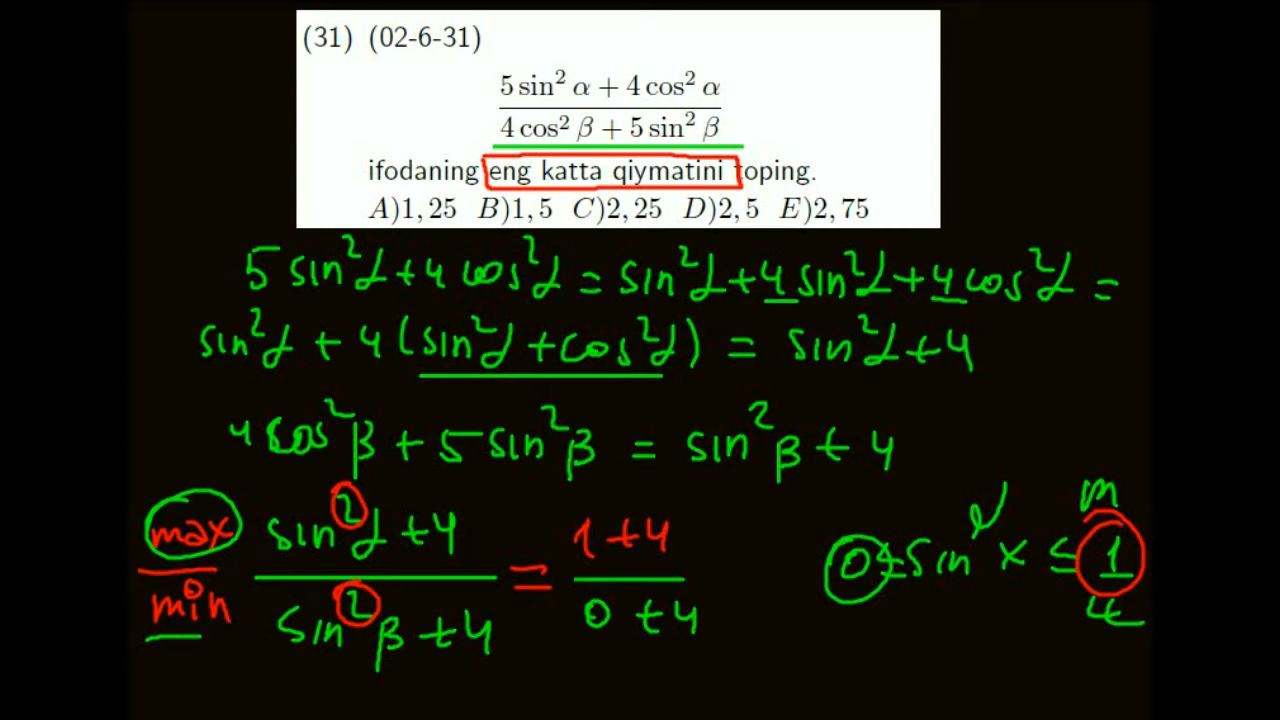 (31) (02-6-31)
5 sin² α + 4 cos² α
4 cos² β + 5 sin² β
ifodaning eng katta qiymatini toping.
A)1, 25 B)1, 5 C)2, 25 D)2, 5 E)2, 75
5 sin²α + 4 cos²α = sin²α + 4 sin²α + 4 cos²α =
sin²α + 4 (sin²α + cos²α) = sin²α + 4
4 cos²β + 5 sin²β = sin²β + 4
max sin²α + 4 = 1 + 4
min sin²β + 4 0 + 4
0 ≤ sin² x ≤ 1